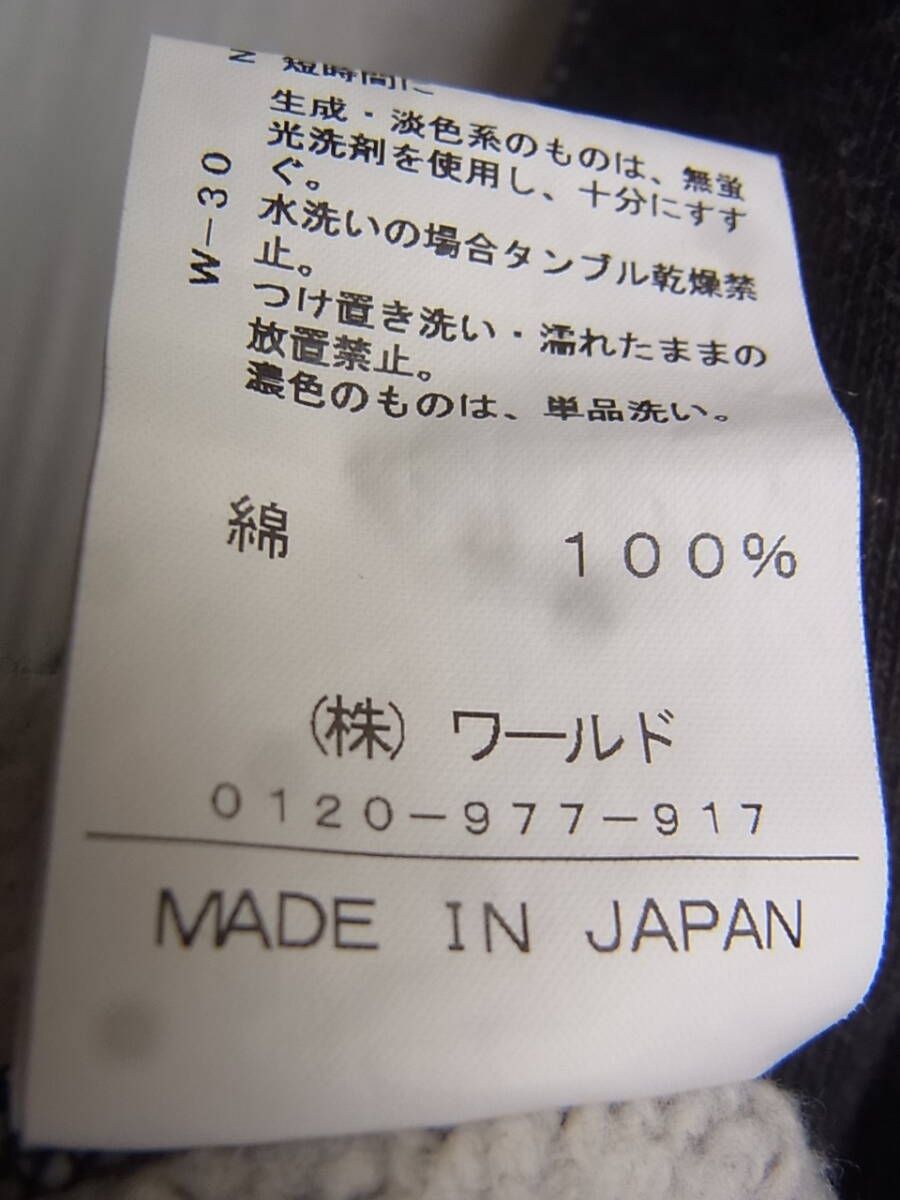 短時間に
生成・淡色系のものは、無蛍
光洗剤を使用し、十分にすす
ぐ。
水洗いの場合タンブル乾燥禁
止。
つけ置き洗い・濡れたままの
放置禁止。
濃色のものは、単品洗い。
W-30
綿 100%
(株) ワールド
0120-977-917
MADE IN JAPAN